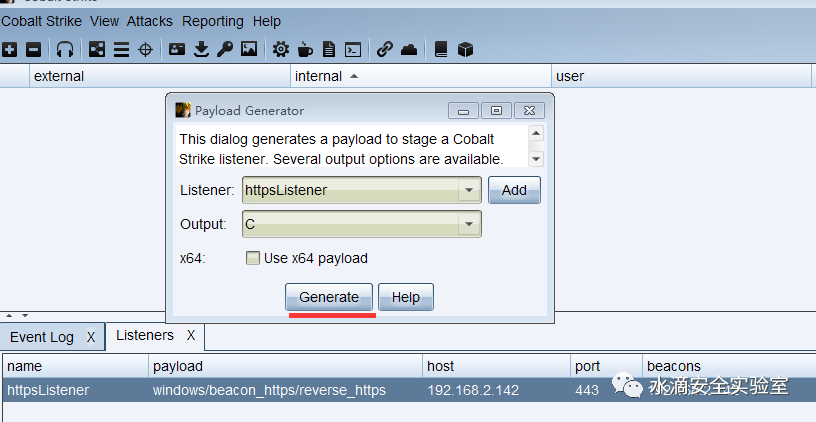 Cobalt Strike View Attacks Reporting Help
external internal user
Payload Generator
This dialog generates a payload to stage a Cobalt
Strike listener. Several output options are available.
Listener: httpsListener Add
Output: C
x64: Use x64 payload
Generate Help
Event Log X Listeners X
name payload host port beacons
httpsListener windows/beacon_https/reverse_https 192.168.2.142 443
水滴安全实验室